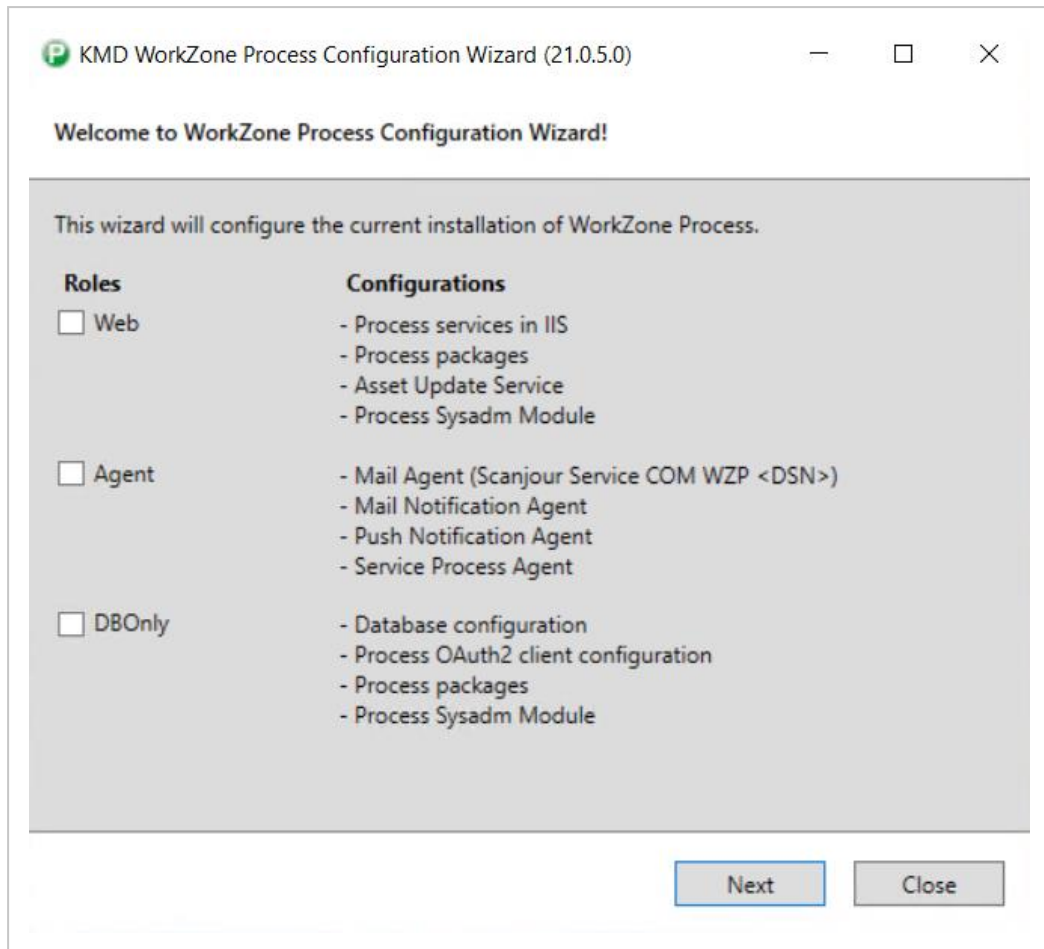 KMD WorkZone Process Configuration Wizard (21.0.5.0)
Welcome to WorkZone Process Configuration Wizard!
This wizard will configure the current installation of WorkZone Process.
Roles Configurations
Web - Process services in IIS
- Process packages
- Asset Update Service
- Process Sysadm Module
Agent - Mail Agent (Scanjour Service COM WZP <DSN>)
- Mail Notification Agent
- Push Notification Agent
- Service Process Agent
DBOnly - Database configuration
- Process OAuth2 client configuration
- Process packages
- Process Sysadm Module
Next Close